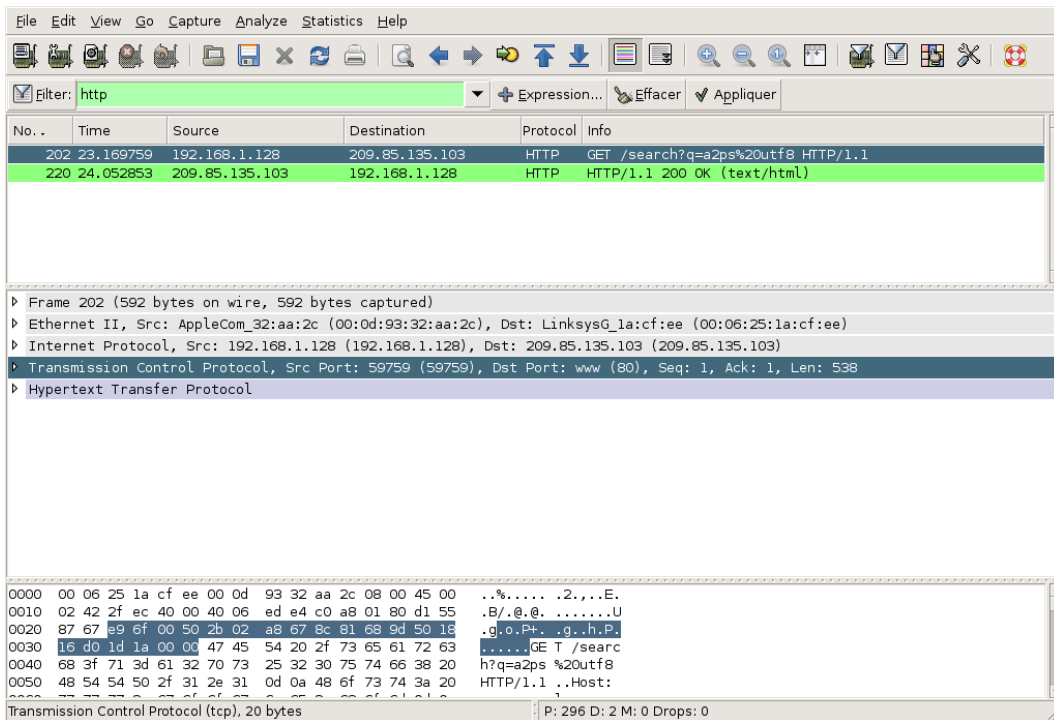 File Edit View Go Capture Analyze Statistics Help
Filter: http Expression... Effacer Appliquer
No. . Time Source Destination Protocol Info
202 23.169759 192.168.1.128 209.85.135.103 HTTP GET /search?q=a2ps%20utf8 HTTP/1.1
220 24.052853 209.85.135.103 192.168.1.128 HTTP HTTP/1.1 200 OK (text/html)
Frame 202 (592 bytes on wire, 592 bytes captured)
Ethernet II, Src: AppleCom_32:aa:2c (00:0d:93:32:aa:2c), Dst: LinksysG_1a:cf:ee (00:06:25:1a:cf:ee)
Internet Protocol, Src: 192.168.1.128 (192.168.1.128), Dst: 209.85.135.103 (209.85.135.103)
Transmission Control Protocol, Src Port: 59759 (59759), Dst Port: www (80), Seq: 1, Ack: 1, Len: 538
Hypertext Transfer Protocol
0000 00 06 25 1a cf ee 00 0d 93 32 aa 2c 08 00 45 00 ..%..... .2.,..E.
0010 02 42 2f ec 40 00 40 06 ed e4 c0 a8 01 80 d1 55 .B/.@.@. .......U
0020 87 67 e9 6f 00 50 2b 02 a8 67 8c 81 68 9d 50 18 .g.o.P+. .g..h.P.
0030 16 d0 1d 1a 00 00 47 45 54 20 2f 73 65 61 72 63 ......GE T /searc
0040 68 3f 71 3d 61 32 70 73 25 32 30 75 74 66 38 20 h?q=a2ps %20utf8
0050 48 54 54 50 2f 31 2e 31 0d 0a 48 6f 73 74 3a 20 HTTP/1.1 ..Host:
Transmission Control Protocol (tcp), 20 bytes P: 296 D: 2 M: 0 Drops: 0